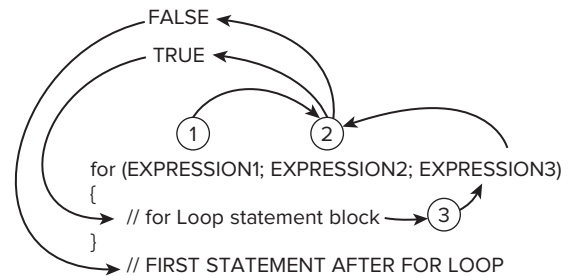 FALSE
TRUE
1 2
for (EXPRESSION1; EXPRESSION2; EXPRESSION3)
{
// for Loop statement block 3
}
// FIRST STATEMENT AFTER FOR LOOP